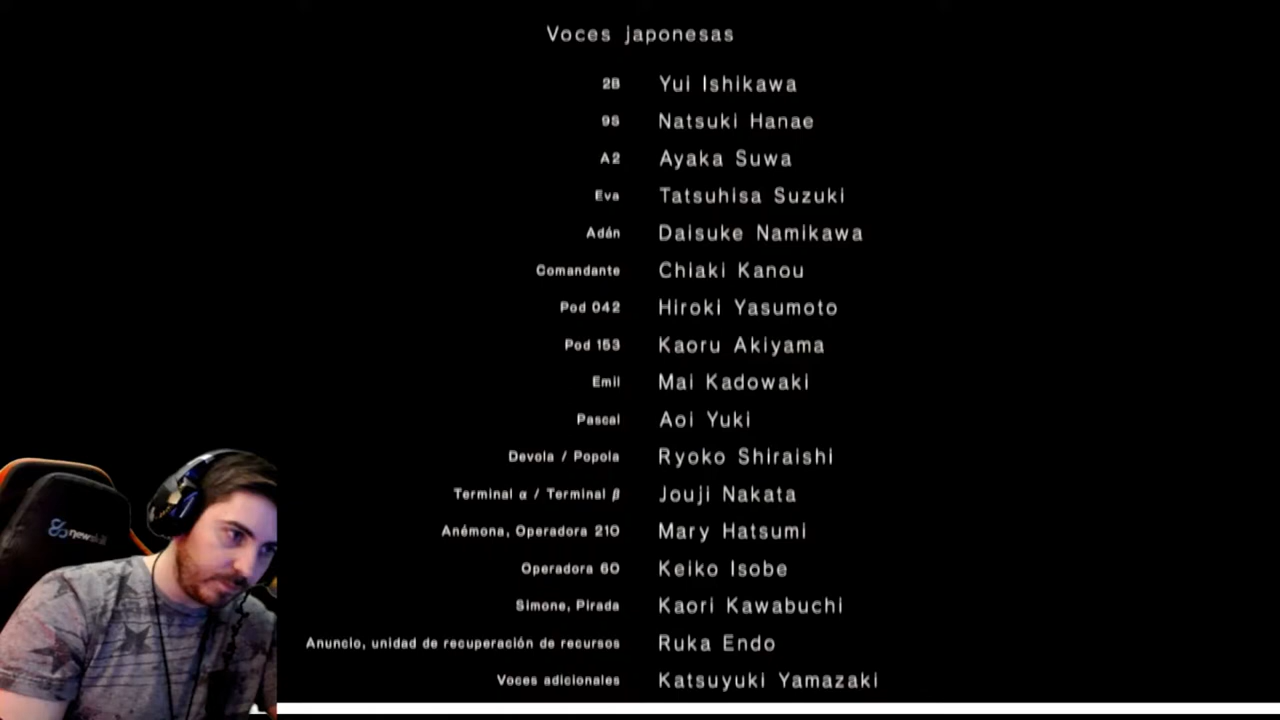 Voces japonesas
2B Yui Ishikawa
9S Natsuki Hanae
A2 Ayaka Suwa
Eva Tatsuhisa Suzuki
Adán Daisuke Namikawa
Comandante Chiaki Kanou
Pod 042 Hiroki Yasumoto
Pod 153 Kaoru Akiyama
Emil Mai Kadowaki
Pascal Aoi Yuki
Devola / Popola Ryoko Shiraishi
Terminal α / Terminal β Jouji Nakata
Anémona, Operadora 21O Mary Hatsumi
Operadora 6O Keiko Isobe
Simone, Pirada Kaori Kawabuchi
Anuncio, unidad de recuperación de recursos Ruka Endo
Voces adicionales Katsuyuki Yamazaki
newskill